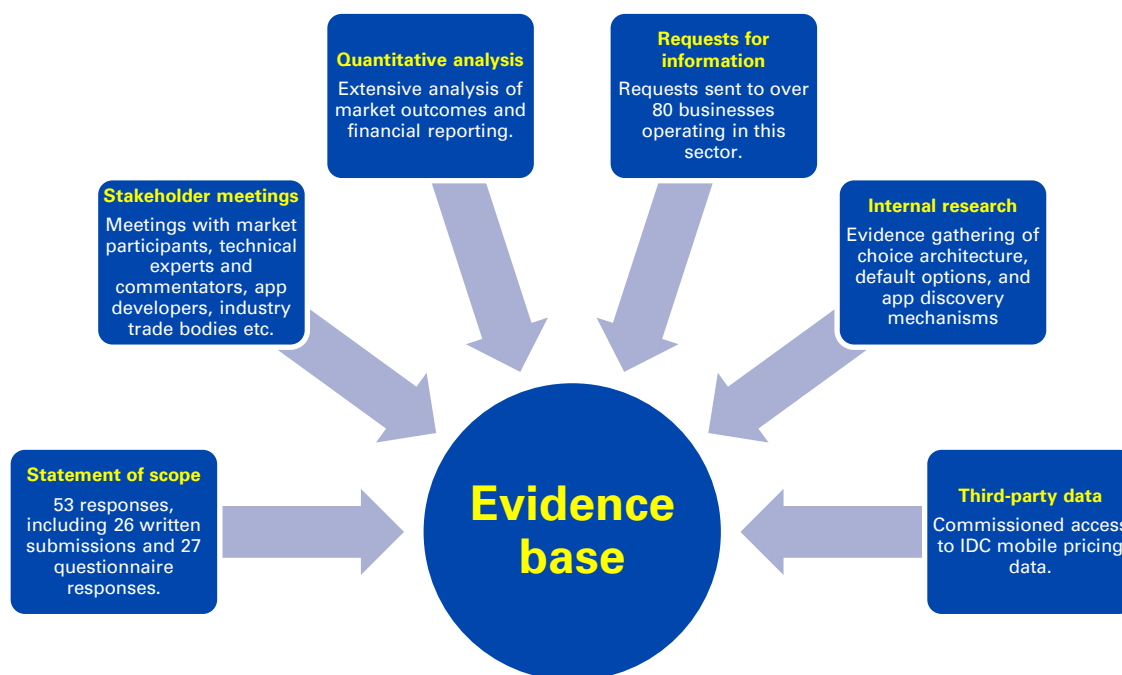 Statement of scope
53 responses,
including 26 written
submissions and 27
questionnaire
responses.
Stakeholder meetings
Meetings with market
participants, technical
experts and
commentators, app
developers, industry
trade bodies etc.
Quantitative analysis
Extensive analysis of
market outcomes and
financial reporting.
Requests for
information
Requests sent to over
80 businesses
operating in this
sector.
Internal research
Evidence gathering of
choice architecture,
default options, and
app discovery
mechanisms
Third-party data
Commissioned access
to IDC mobile pricing
data.
Evidence
base